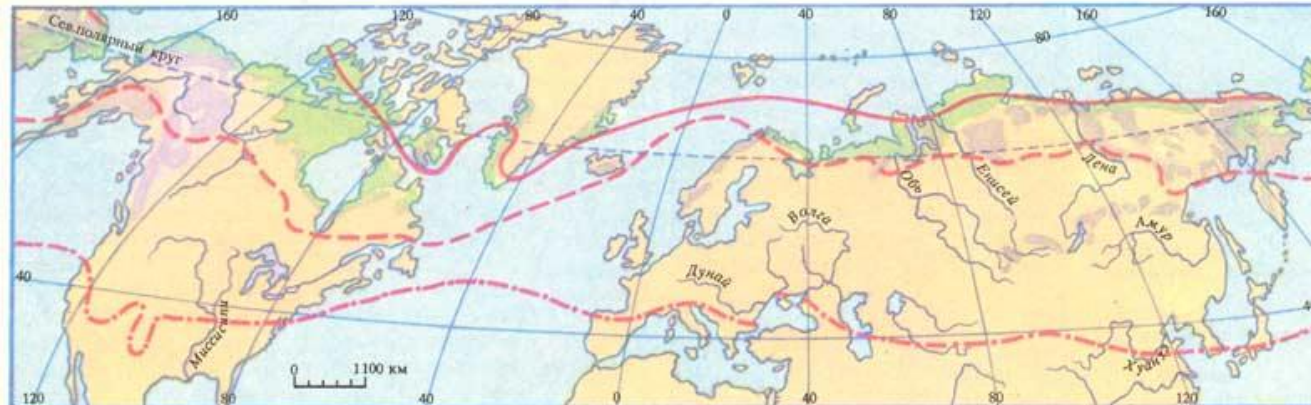 160 120 80 40 0 40 80 120 160 160
Сев.полярный круг
80
Обь
Енисей
Лена
Волга
Амур
Дунай
40
Миссисипи
0 1100 км
Хуанхэ
120 80 40 0 40 80 120